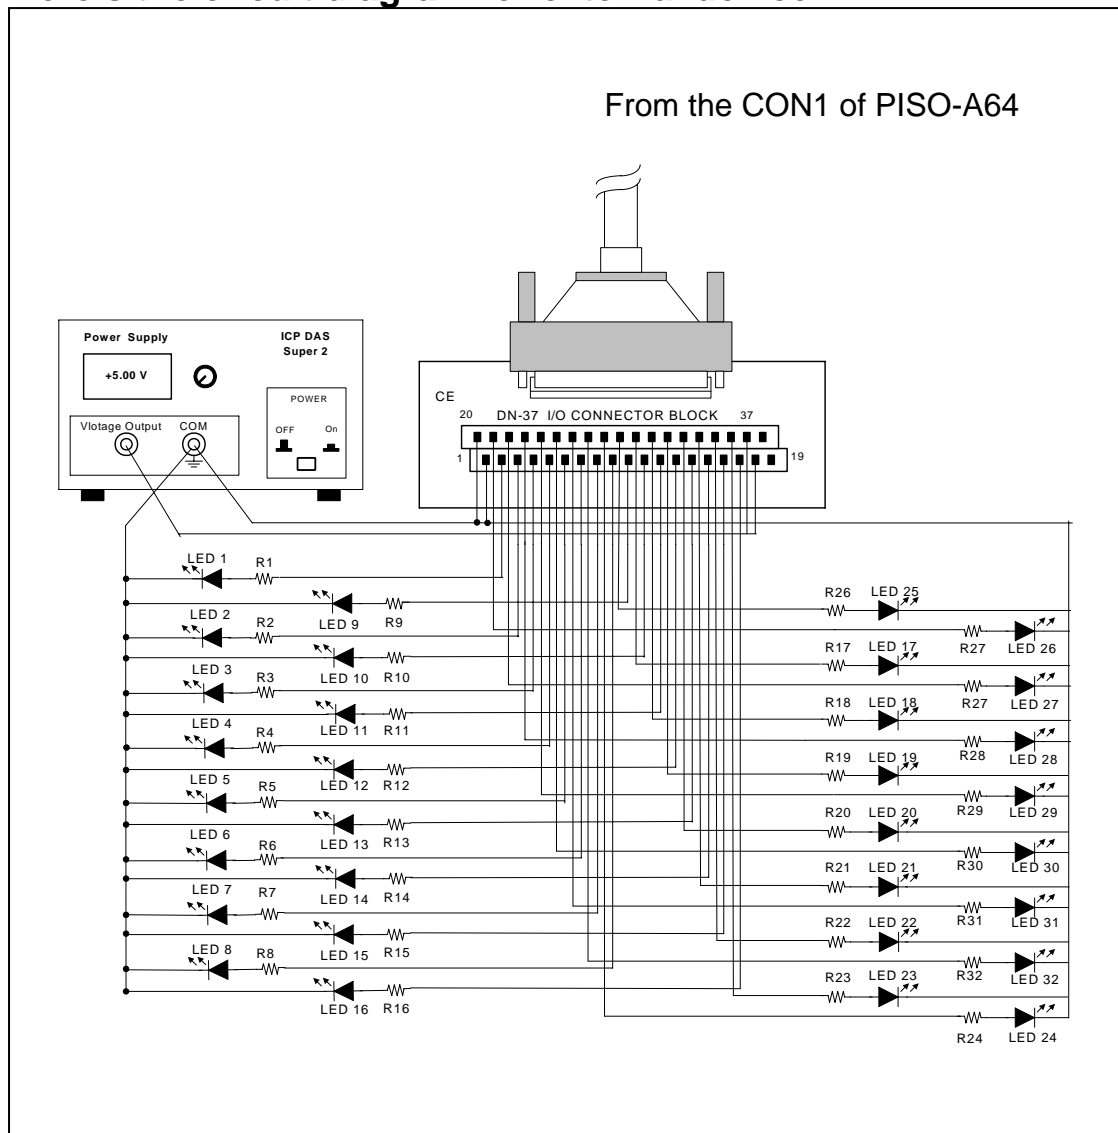 From the CON1 of PISO-A64
Power Supply
ICP DAS
Super 2
+5.00 V
POWER
OFF
On
Vlotage Output
COM
CE
20
DN-37 I/O CONNECTOR BLOCK
37
1
19
LED 1
R1
LED 9
R9
LED 2
R2
LED 10
R10
LED 3
R3
LED 11
R11
LED 4
R4
LED 12
R12
LED 5
R5
LED 13
R13
LED 6
R6
LED 14
R14
LED 7
R7
LED 15
R15
LED 8
R8
LED 16
R16
R26
LED 25
R27
LED 26
R17
LED 17
R27
LED 27
R18
LED 18
R28
LED 28
R19
LED 19
R29
LED 29
R20
LED 20
R30
LED 30
R21
LED 21
R31
LED 31
R22
LED 22
R32
LED 32
R23
LED 23
R24
LED 24